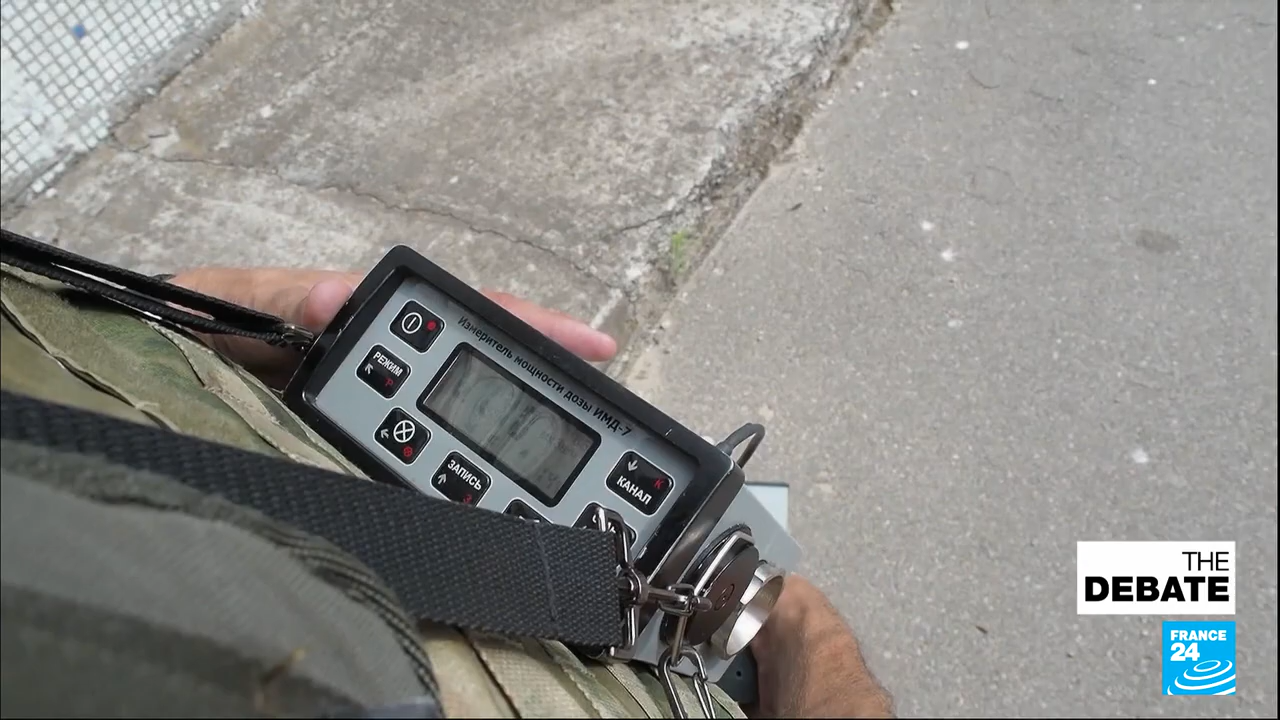 Измеритель мощности дозы ИМД-7
РЕЖИМ
Р
ЗАПИСЬ
З
К
КАНАЛ
THE
DEBATE
FRANCE
24